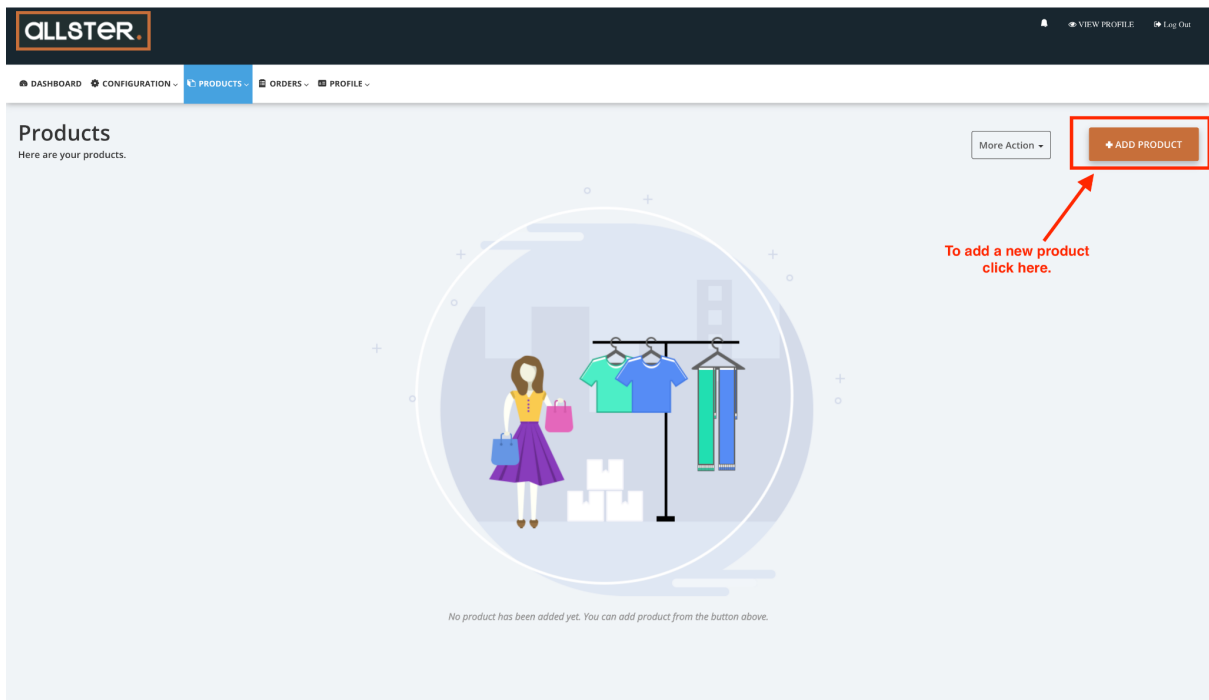 ALLSTER.
VIEW PROFILE Log Out
DASHBOARD CONFIGURATION PRODUCTS ORDERS PROFILE
Products
Here are your products.
More Action
+ ADD PRODUCT
To add a new product
click here.
No product has been added yet. You can add product from the button above.